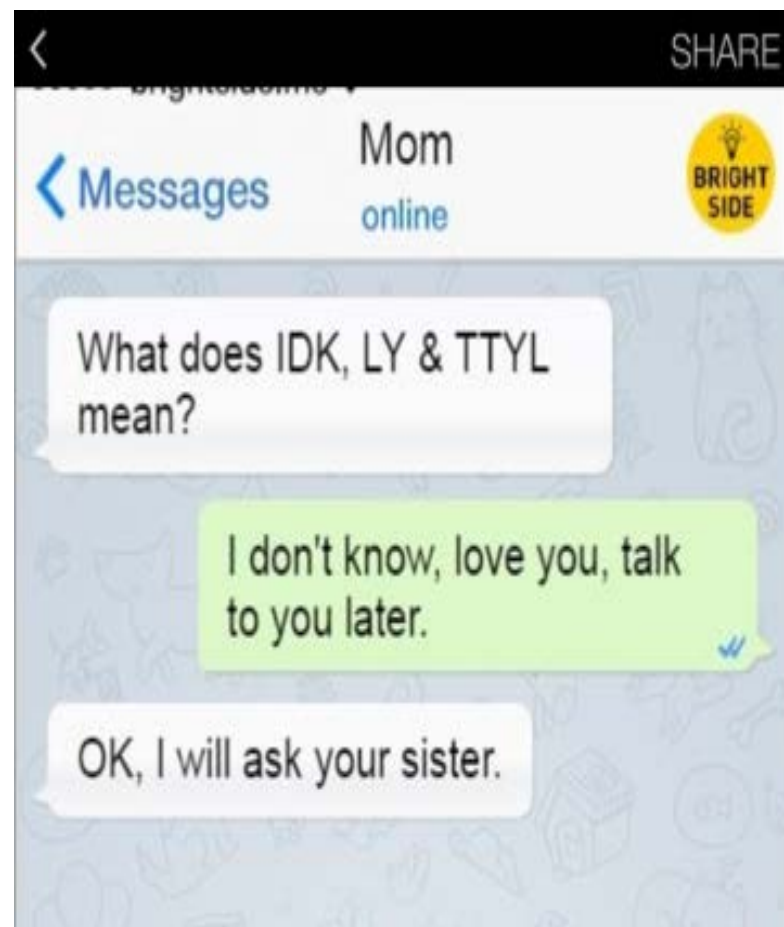 SHARE
Mom
Messages
online
BRIGHT
SIDE
What does IDK, LY & TTYL
mean?
I don't know, love you, talk
to you later.
OK, I will ask your sister.